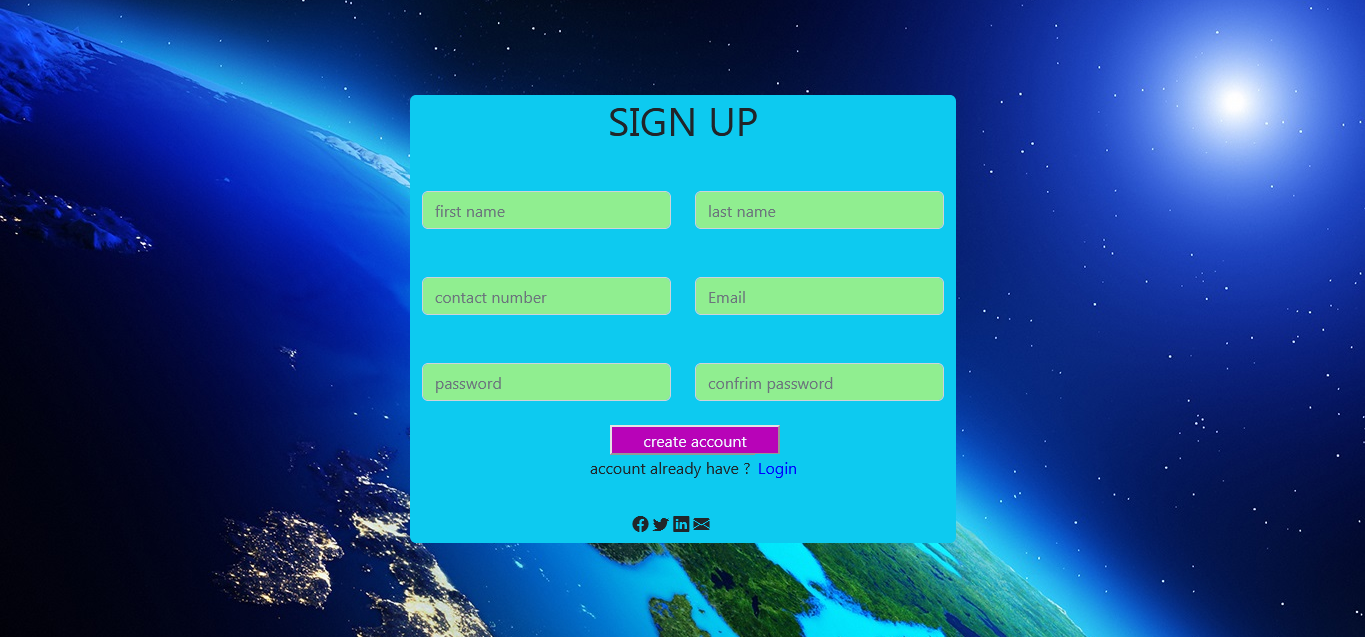 SIGN UP
first name last name
contact number Email
password confrim password
create account
account already have ? Login